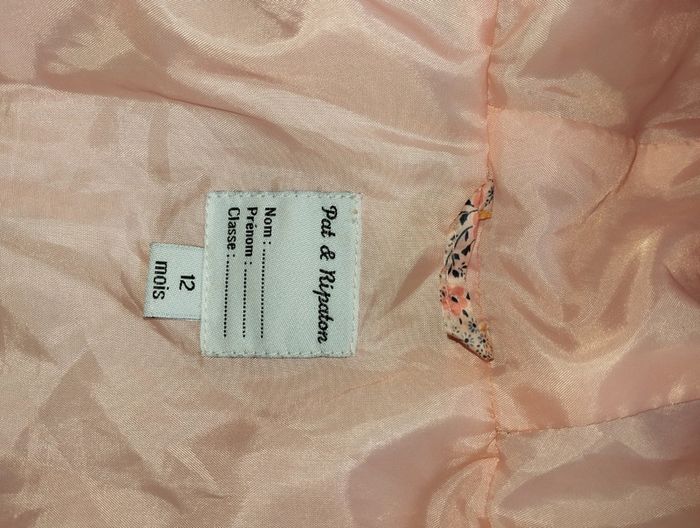 Pat & Ripaton
Nom : ......................
Prénom : .................
Classe : ....................
12
mois